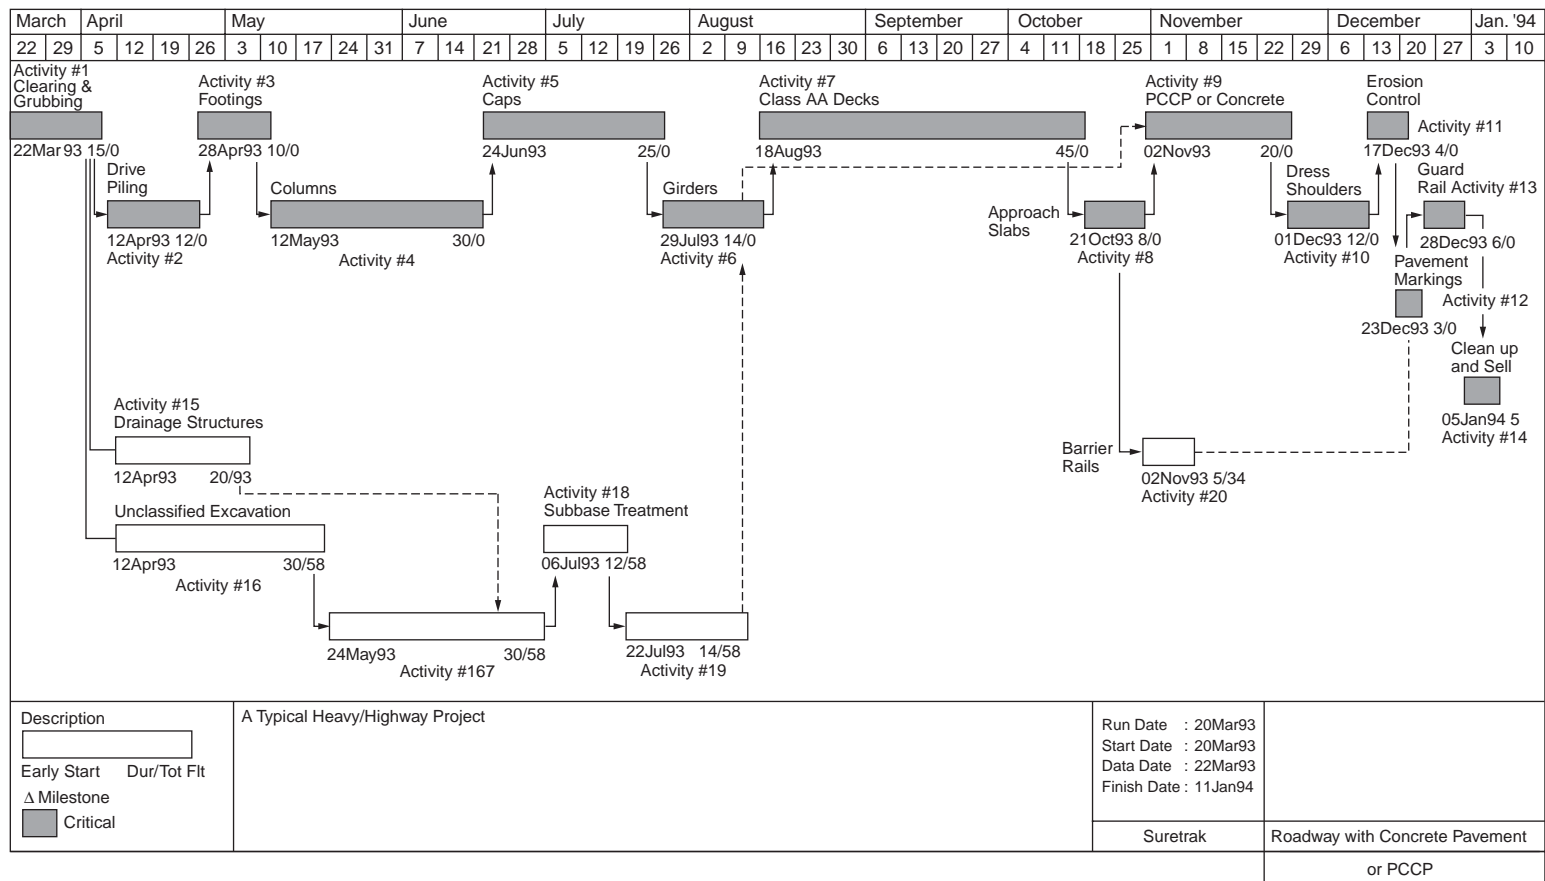 March April May June July August September October November December Jan. '94
22 29 5 12 19 26 3 10 17 24 31 7 14 21 28 5 12 19 26 2 9 16 23 30 6 13 20 27 4 11 18 25 1 8 15 22 29 6 13 20 27 3 10
Activity #1
Clearing &
Grubbing
22Mar 93 15/0
Drive
Piling
12Apr93 12/0
Activity #2
Activity #3
Footings
28Apr93 10/0
Columns
12May93 30/0
Activity #4
Activity #5
Caps
24Jun93 25/0
Girders
29Jul93 14/0
Activity #6
Activity #7
Class AA Decks
18Aug93 45/0
Approach
Slabs
21Oct93 8/0
Activity #8
Activity #9
PCCP or Concrete
02Nov93 20/0
Dress
Shoulders
01Dec93 12/0
Activity #10
Erosion
Control
Activity #11
17Dec93 4/0
Guard
Rail Activity #13
28Dec93 6/0
Pavement
Markings
Activity #12
23Dec93 3/0
Clean up
and Sell
05Jan94 5
Activity #14
Activity #15
Drainage Structures
12Apr93 20/93
Unclassified Excavation
12Apr93 30/58
Activity #16
24May93 30/58
Activity #167
Activity #18
Subbase Treatment
06Jul93 12/58
22Jul93 14/58
Activity #19
Barrier
Rails
02Nov93 5/34
Activity #20
Description
Early Start Dur/Tot Flt
Δ Milestone
Critical
A Typical Heavy/Highway Project
Run Date : 20Mar93
Start Date : 20Mar93
Data Date : 22Mar93
Finish Date : 11Jan94
Suretrak
Roadway with Concrete Pavement
or PCCP